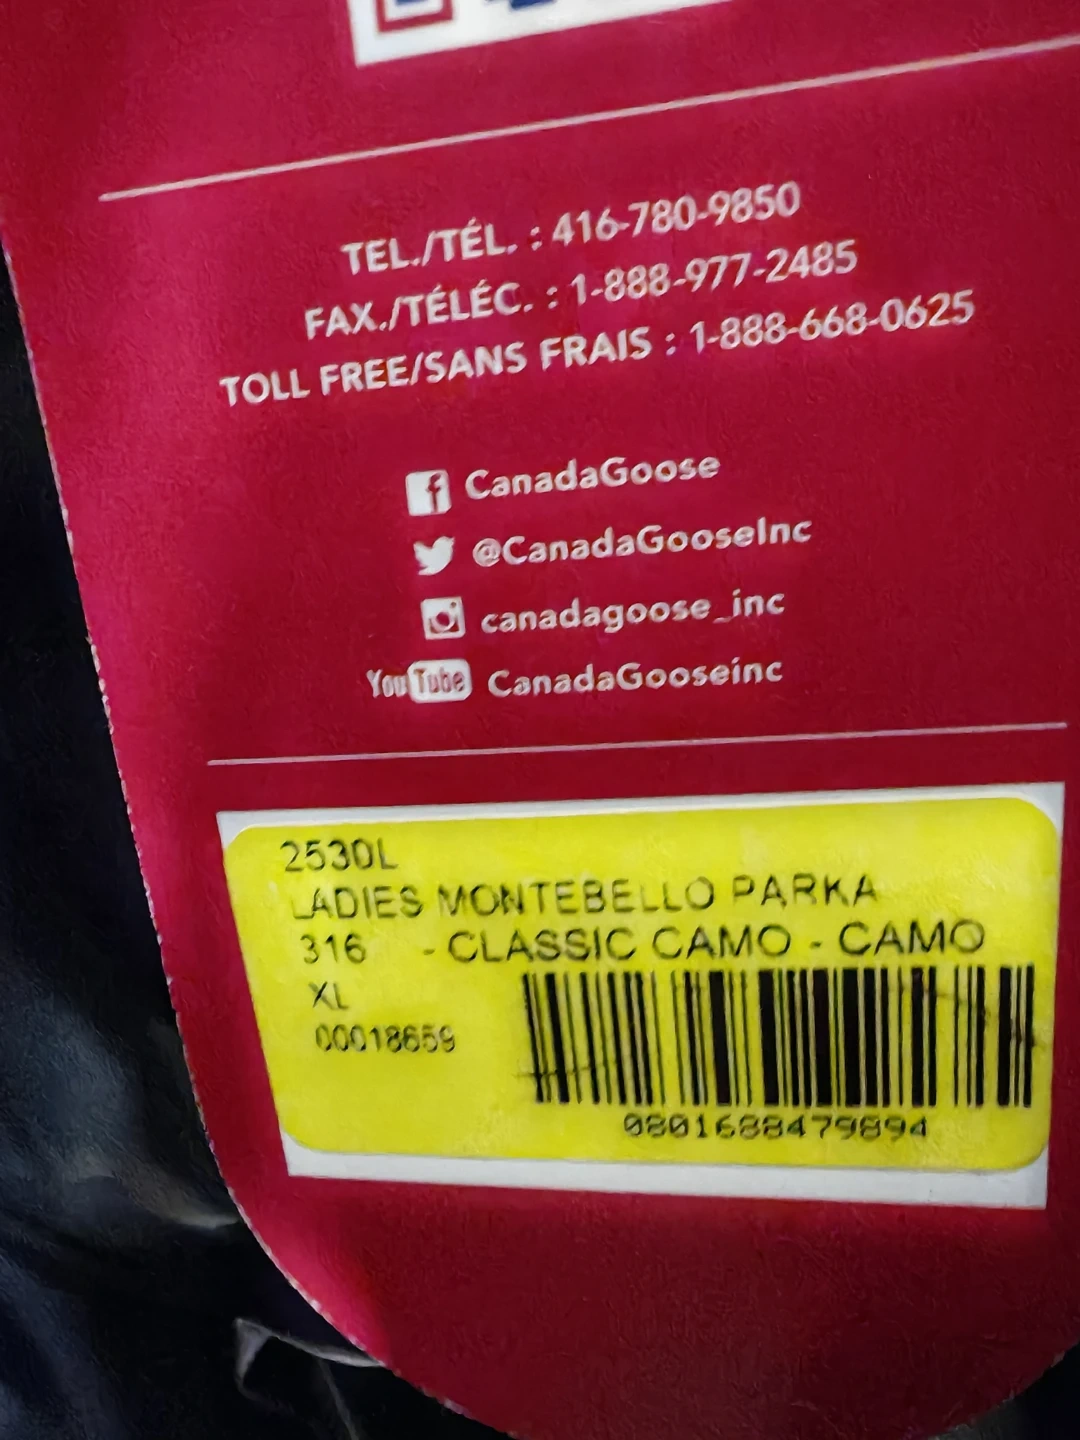 TEL./TÉL. : 416-780-9850
FAX./TÉLÉC. : 1-888-977-2485
TOLL FREE/SANS FRAIS : 1-888-668-0625
CanadaGoose
@CanadaGooseInc
canadagoose_inc
YouTube CanadaGooseinc
2530L
LADIES MONTEBELLO PARKA
316 - CLASSIC CAMO - CAMO
XL
00018659
0801688479894